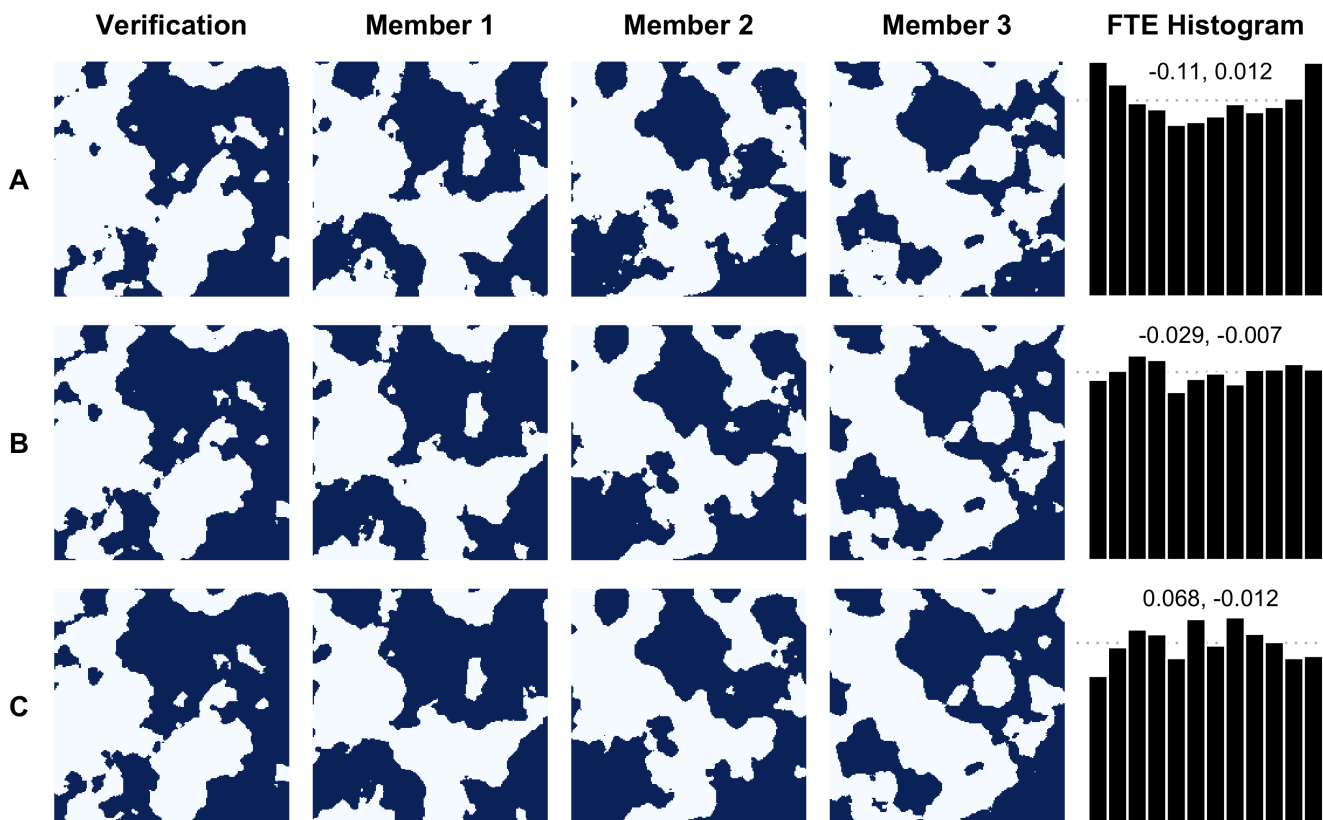 Verification Member 1 Member 2 Member 3 FTE Histogram
-0.11, 0.012
A
-0.029, -0.007
B
0.068, -0.012
C